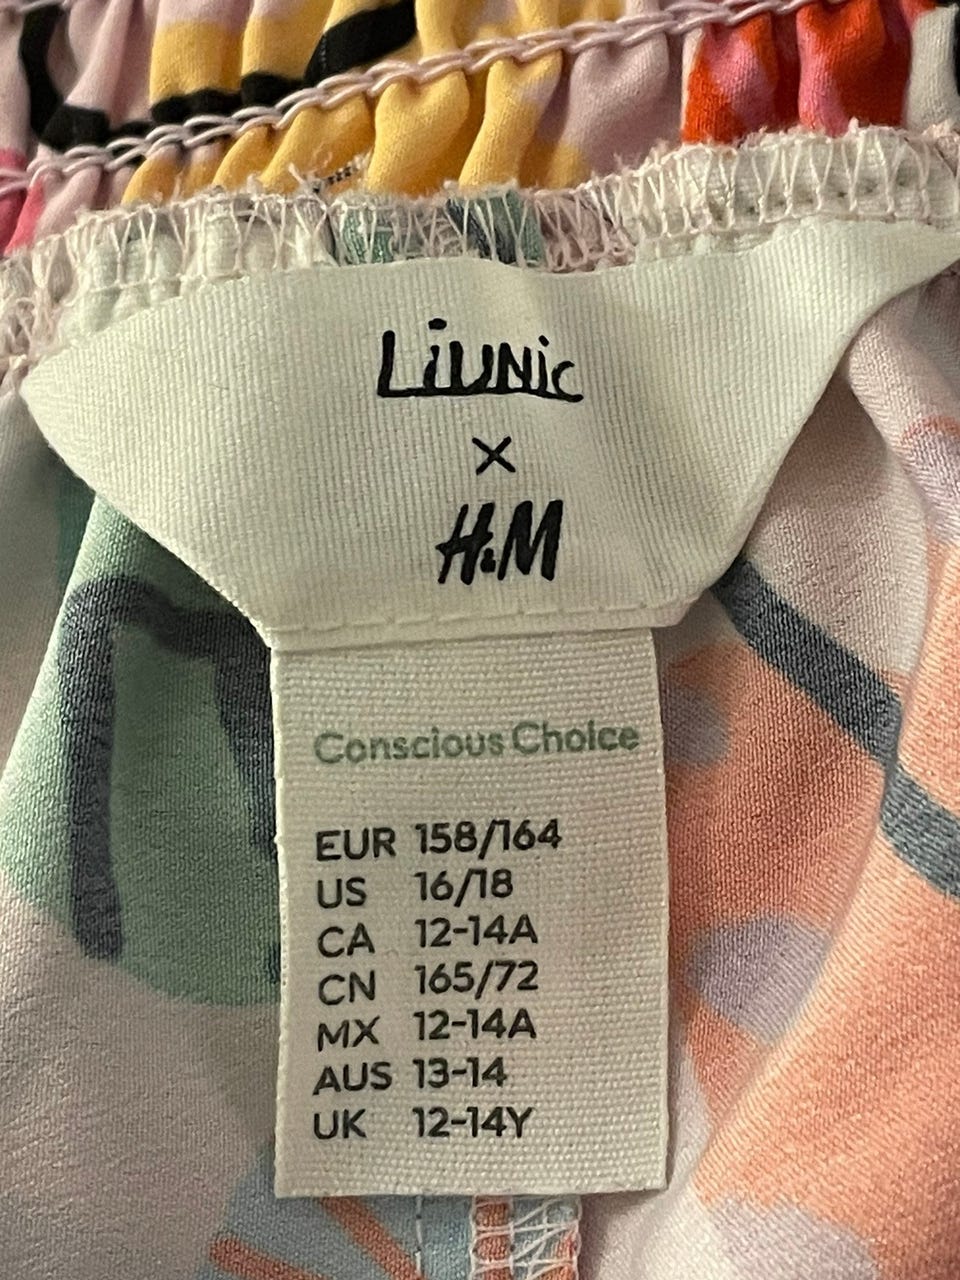 LiUNic
×
H&M
Conscious Choice
EUR 158/164
US 16/18
CA 12-14A
CN 165/72
MX 12-14A
AUS 13-14
UK 12-14Y